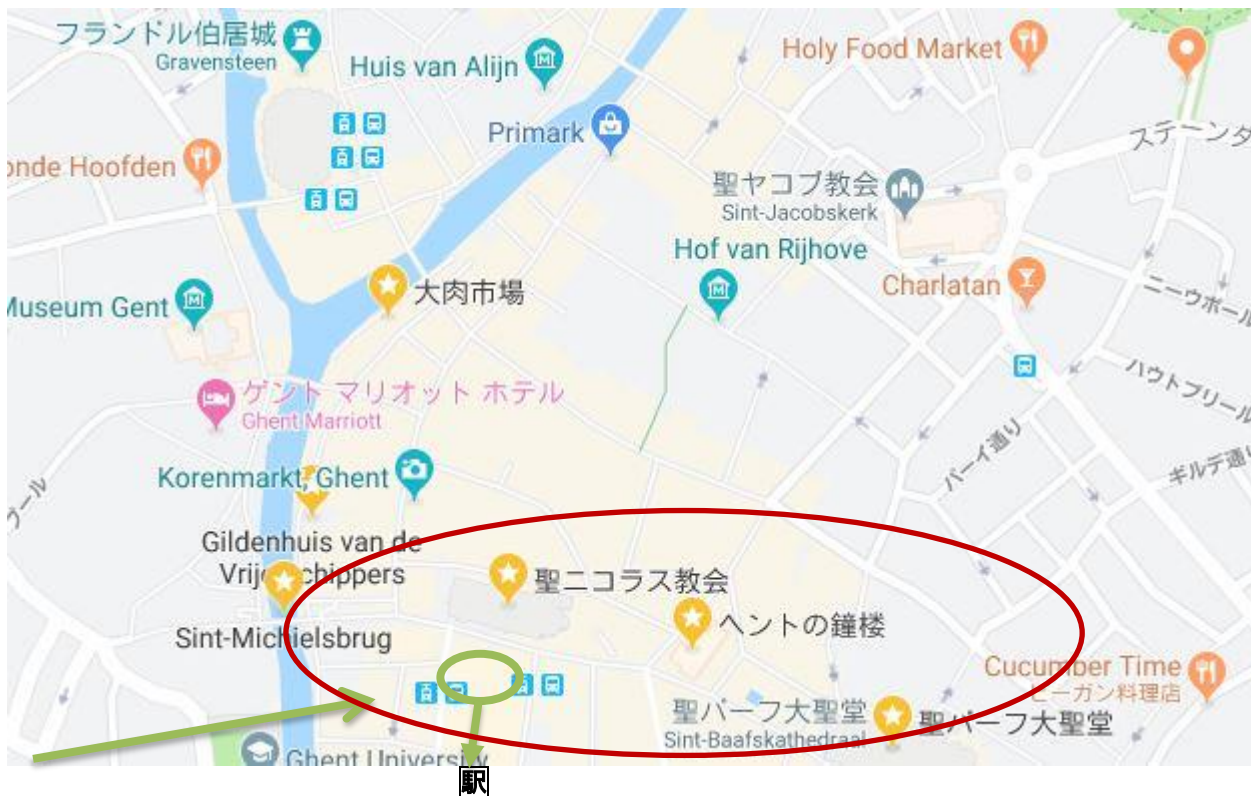 フランドル伯居城
Gravensteen
Huis van Alijn
Holy Food Market
Primark
onde Hoofden
ステーンタ
聖ヤコブ教会
Sint-Jacobskerk
Hof van Rijhove
Charlatan
大肉市場
Museum Gent
ニーウポール
ハウトブリール
ゲント マリオット ホテル
Ghent Marriott
バーイ通り
ギルデ通り
Korenmarkt, Ghent
プール
Gildenhuis van de
Vrije Schippers
聖ニコラス教会
ヘントの鐘楼
Sint-Michielsbrug
Cucumber Time
ビーガン料理店
聖バーフ大聖堂
Sint-Baafskathedraal
聖バーフ大聖堂
Ghent University
駅